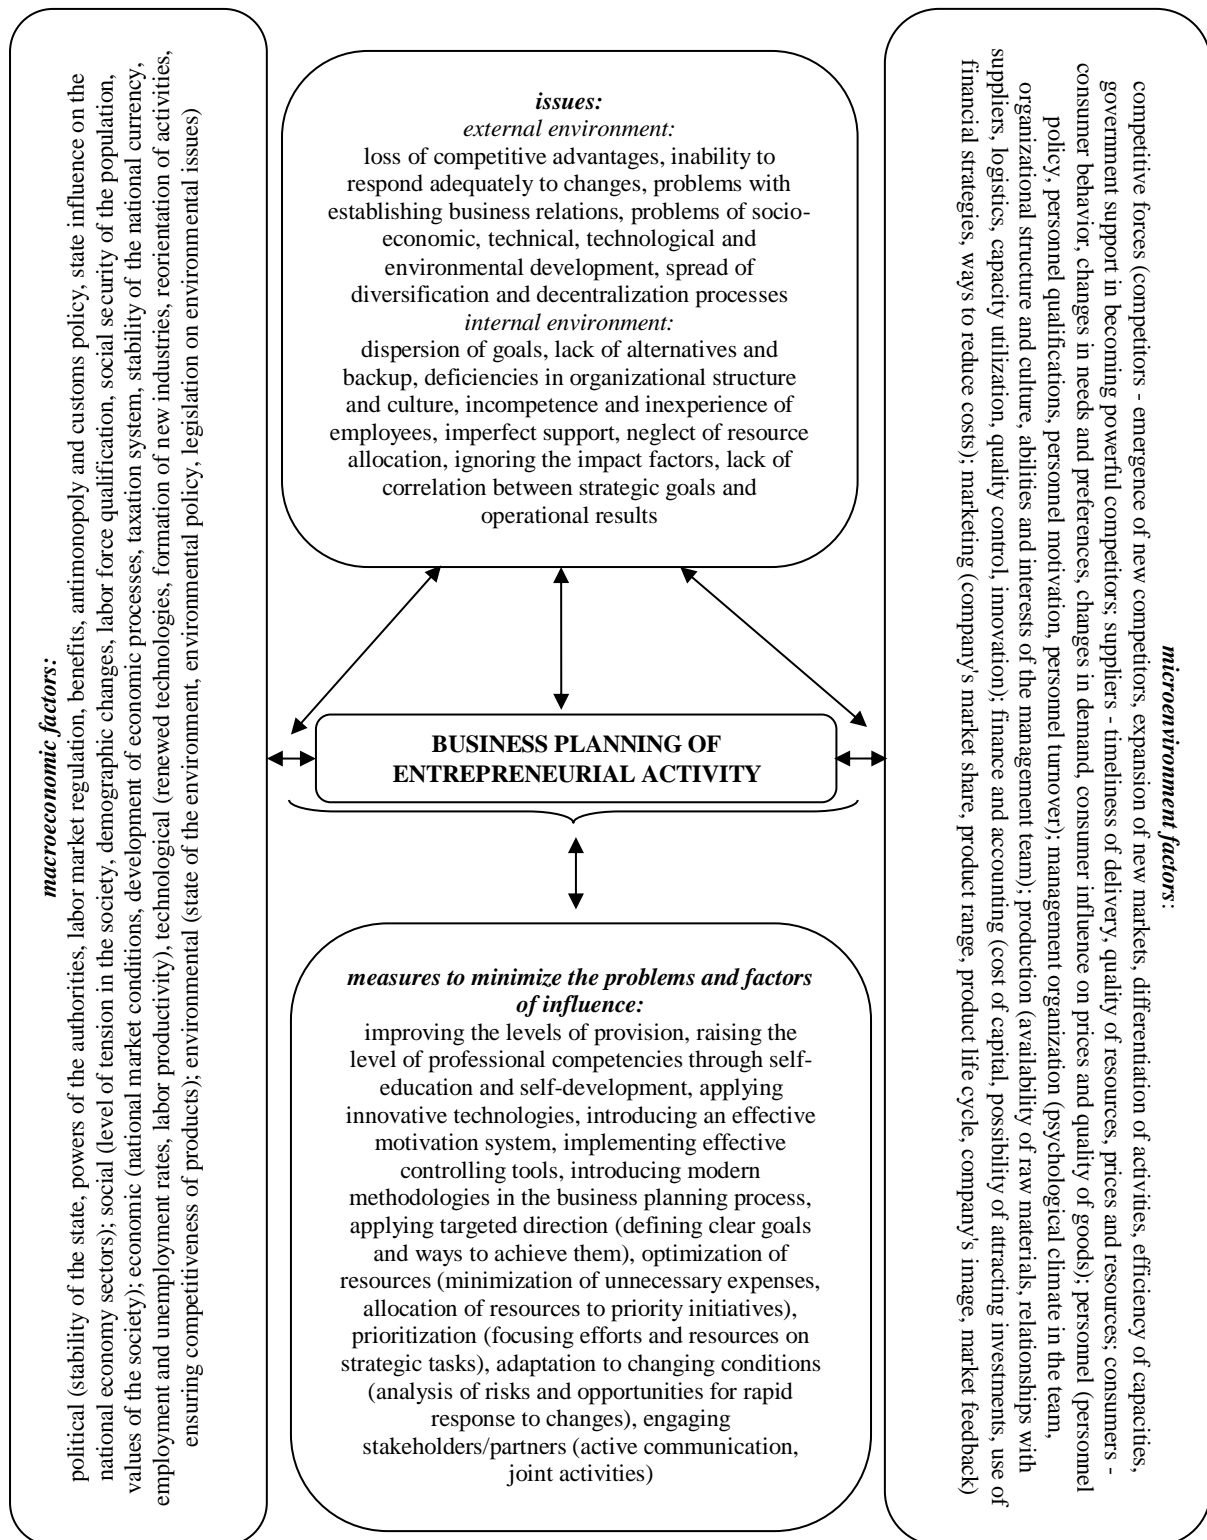 macroeconomic factors:
political (stability of the state, powers of the authorities, labor market regulation, benefits, antimonopoly and customs policy, state influence on the
national economy sectors); social (level of tension in the society, demographic changes, labor force qualification, social security of the population,
values of the society); economic (national market conditions, development of economic processes, taxation system, stability of the national currency,
employment and unemployment rates, labor productivity), technological (renewed technologies, formation of new industries, reorientation of activities,
ensuring competitiveness of products); environmental (state of the environment, environmental policy, legislation on environmental issues)
issues:
external environment:
loss of competitive advantages, inability to
respond adequately to changes, problems with
establishing business relations, problems of socio-
economic, technical, technological and
environmental development, spread of
diversification and decentralization processes
internal environment:
dispersion of goals, lack of alternatives and
backup, deficiencies in organizational structure
and culture, incompetence and inexperience of
employees, imperfect support, neglect of resource
allocation, ignoring the impact factors, lack of
correlation between strategic goals and
operational results
BUSINESS PLANNING OF
ENTREPRENEURIAL ACTIVITY
measures to minimize the problems and factors
of influence:
improving the levels of provision, raising the
level of professional competencies through self-
education and self-development, applying
innovative technologies, introducing an effective
motivation system, implementing effective
controlling tools, introducing modern
methodologies in the business planning process,
applying targeted direction (defining clear goals
and ways to achieve them), optimization of
resources (minimization of unnecessary expenses,
allocation of resources to priority initiatives),
prioritization (focusing efforts and resources on
strategic tasks), adaptation to changing conditions
(analysis of risks and opportunities for rapid
response to changes), engaging
stakeholders/partners (active communication,
joint activities)
microenvironment factors:
competitive forces (competitors - emergence of new competitors, expansion of new markets, differentiation of activities, efficiency of capacities,
government support in becoming powerful competitors; suppliers - timeliness of delivery, quality of resources, prices and resources; consumers -
consumer behavior, changes in needs and preferences, changes in demand, consumer influence on prices and quality of goods); personnel (personnel
policy, personnel qualifications, personnel motivation, personnel turnover); management organization (psychological climate in the team,
organizational structure and culture, abilities and interests of the management team); production (availability of raw materials, relationships with
suppliers, logistics, capacity utilization, quality control, innovation); finance and accounting (cost of capital, possibility of attracting investments, use of
financial strategies, ways to reduce costs); marketing (company's market share, product range, product life cycle, company's image, market feedback)